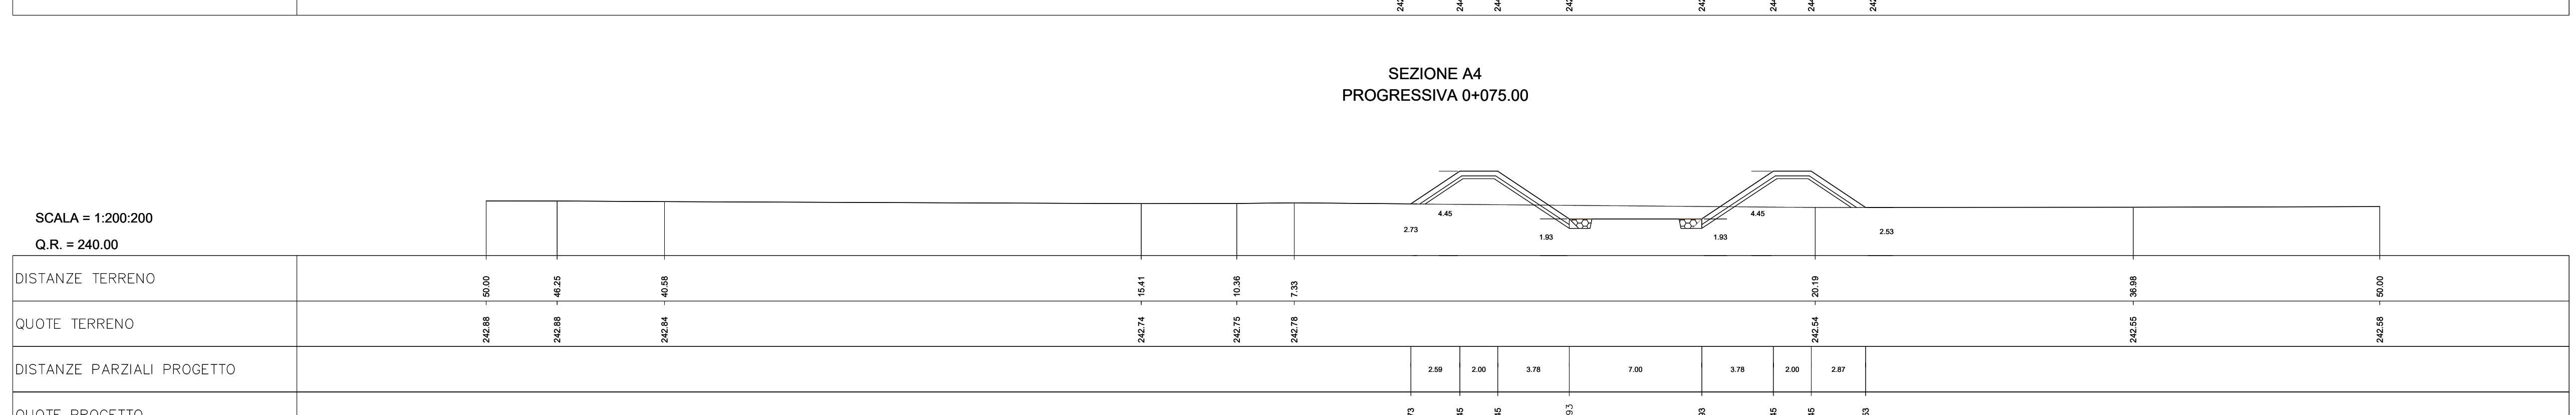 SEZIONE A4
PROGRESSIVA 0+075.00
4.45 4.45
2.73 2.53
1.93 1.93
SCALA = 1:200:200
Q.R. = 240.00
DISTANZE TERRENO 50.00 46.25 40.58 15.41 10.36 7.33 20.19 36.98 50.00
QUOTE TERRENO 242.88 242.88 242.84 242.74 242.75 242.78 242.54 242.55 242.58
DISTANZE PARZIALI PROGETTO 2.59 2.00 3.78 7.00 3.78 2.00 2.87
QUOTE PROGETTO